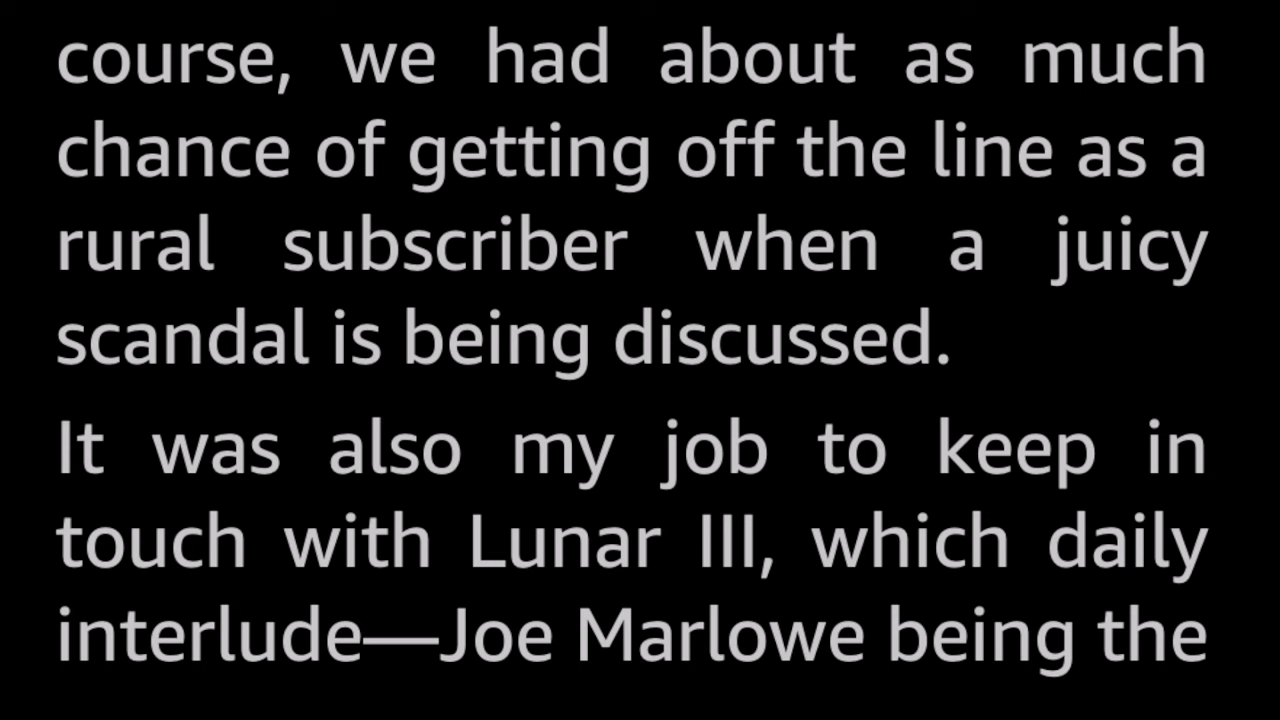 course, we had about as much
chance of getting off the line as a
rural subscriber when a juicy
scandal is being discussed.
It was also my job to keep in
touch with Lunar III, which daily
interlude—Joe Marlowe being the